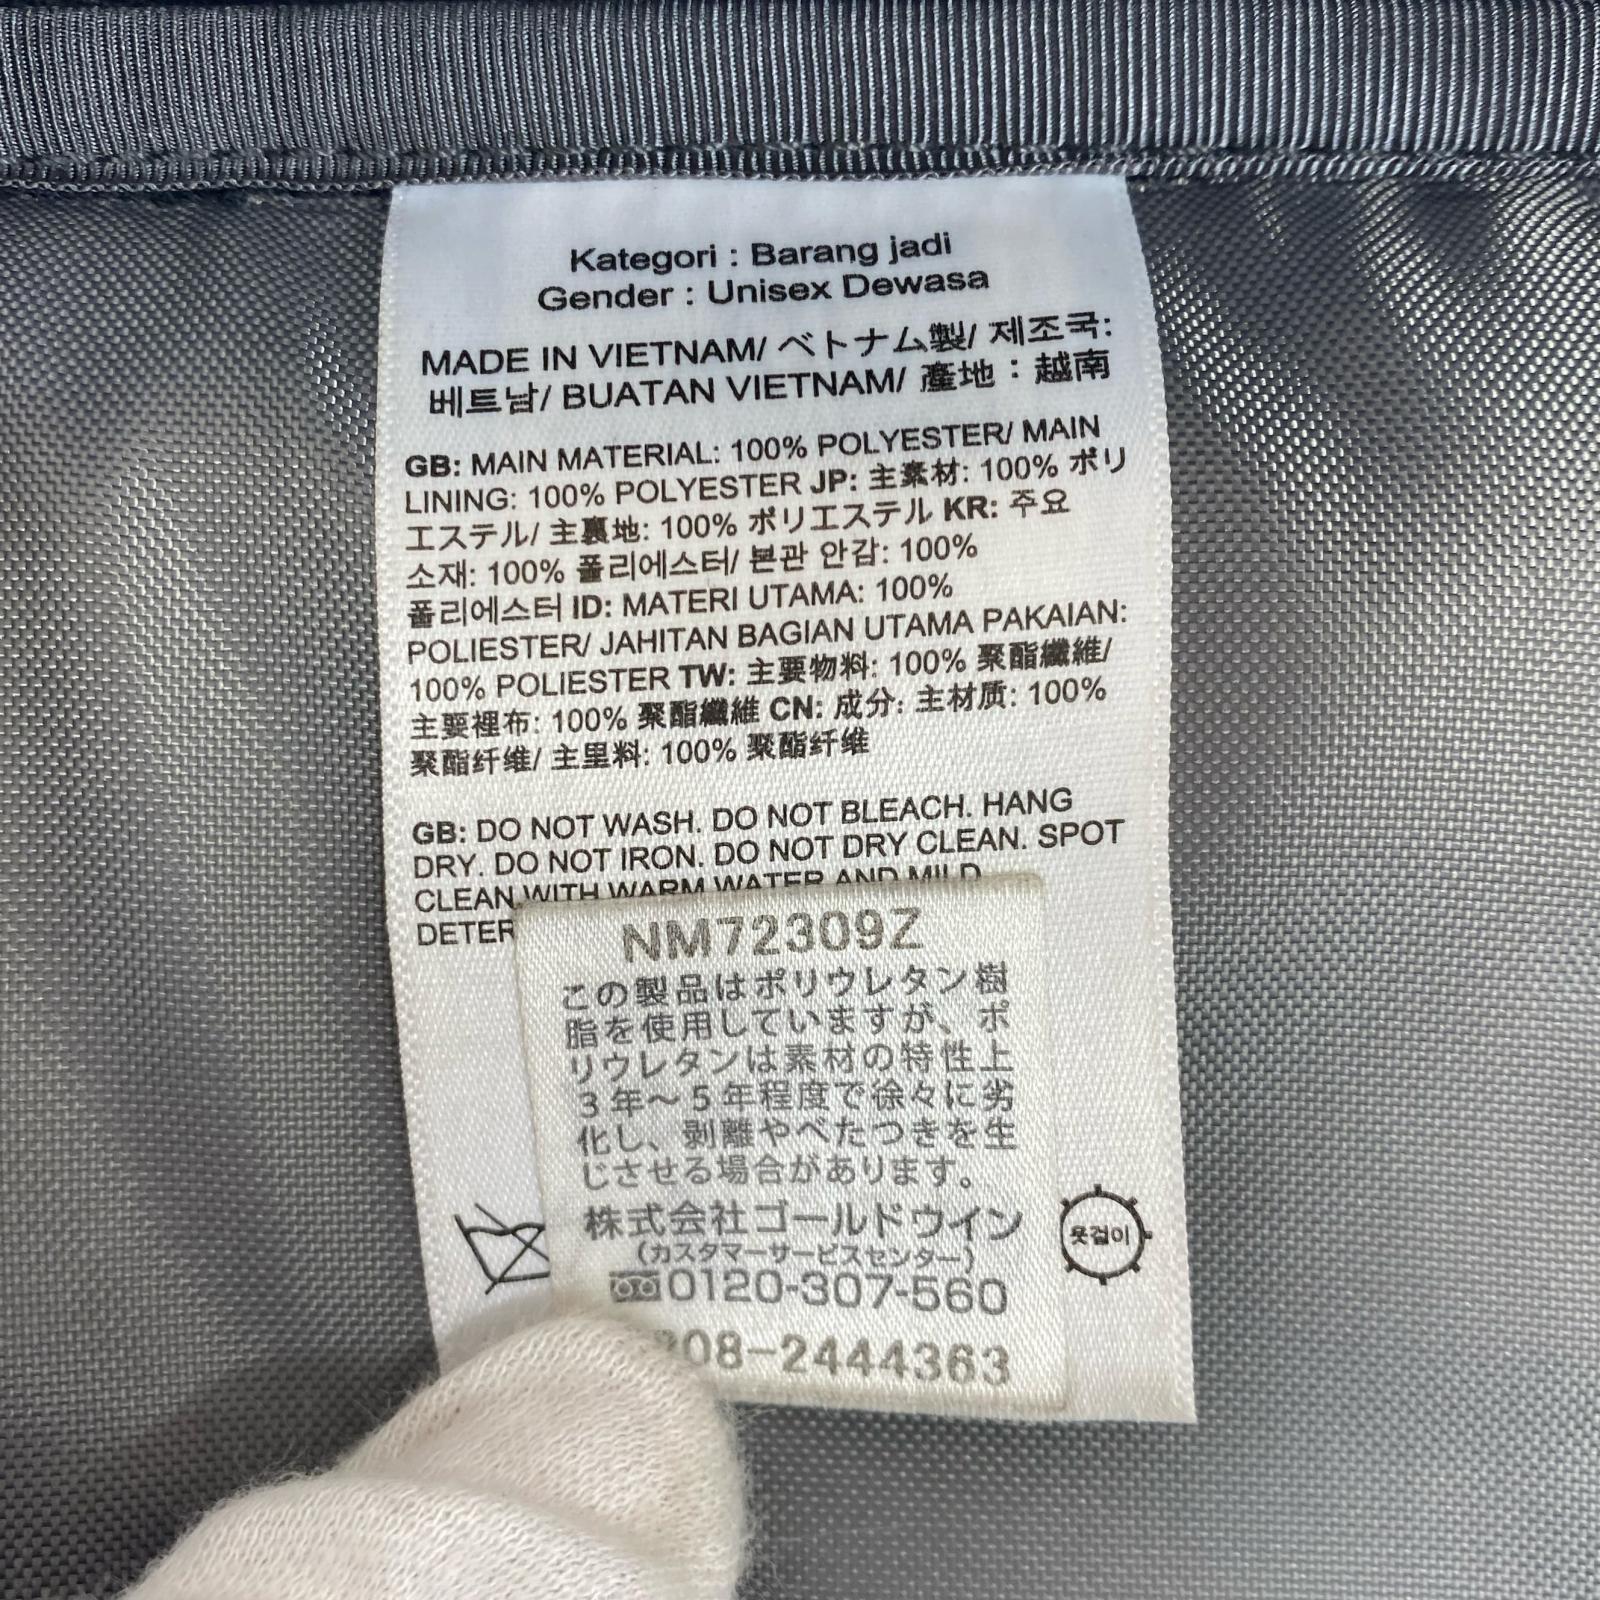 Kategori : Barang jadi
Gender : Unisex Dewasa
MADE IN VIETNAM/ ベトナム製/ 제조국:
베트남/ BUATAN VIETNAM/ 產地：越南
GB: MAIN MATERIAL: 100% POLYESTER/ MAIN
LINING: 100% POLYESTER JP: 主素材: 100% ポリ
エステル/ 主裏地: 100% ポリエステル KR: 주요
소재: 100% 폴리에스터/ 본관 안감: 100%
폴리에스터 ID: MATERI UTAMA: 100%
POLIESTER/ JAHITAN BAGIAN UTAMA PAKAIAN:
100% POLIESTER TW: 主要物料: 100% 聚酯纖維/
主要裡布: 100% 聚酯纖維 CN: 成分: 主材质: 100%
聚酯纤维/ 主里料: 100% 聚酯纤维
GB: DO NOT WASH. DO NOT BLEACH. HANG
DRY. DO NOT IRON. DO NOT DRY CLEAN. SPOT
CLEAN WITH WARM WATER AND MILD
NM72309Z
この製品はポリウレタン樹
脂を使用していますが、ポ
リウレタンは素材の特性上
3年～5年程度で徐々に劣
化し、剥離やべたつきを生
じさせる場合があります。
株式会社ゴールドウイン
(カスタマーサービスセンター)
0120-307-560
08-2444363
옷걸이